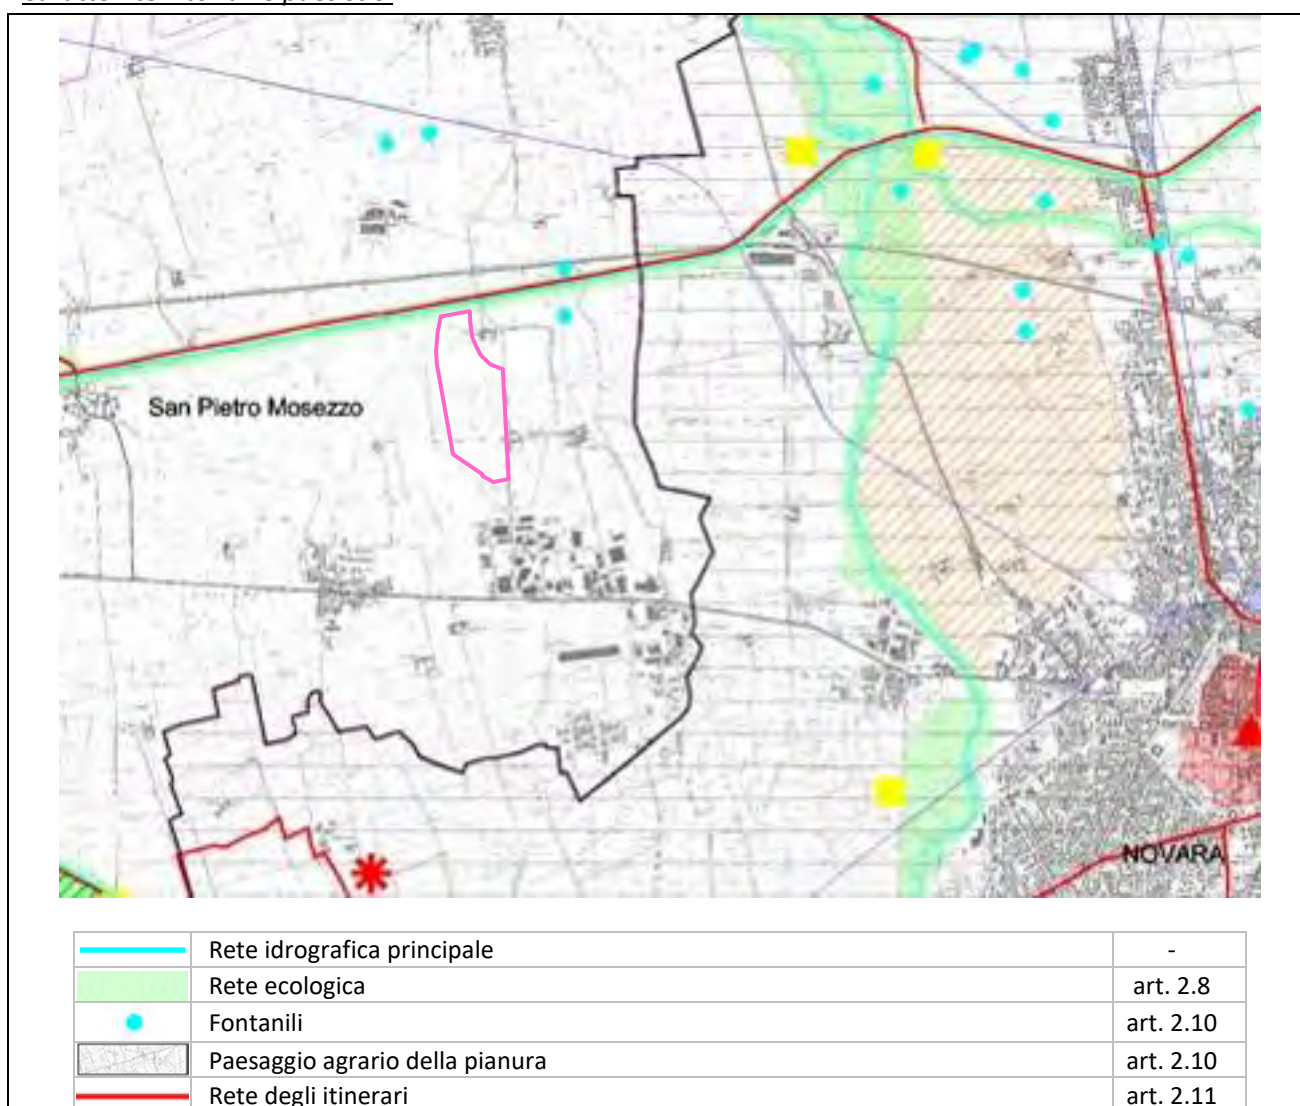 San Pietro Mosezzo
NOVARA
Rete idrografica principale -
Rete ecologica art. 2.8
Fontanili art. 2.10
Paesaggio agrario della pianura art. 2.10
Rete degli itinerari art. 2.11